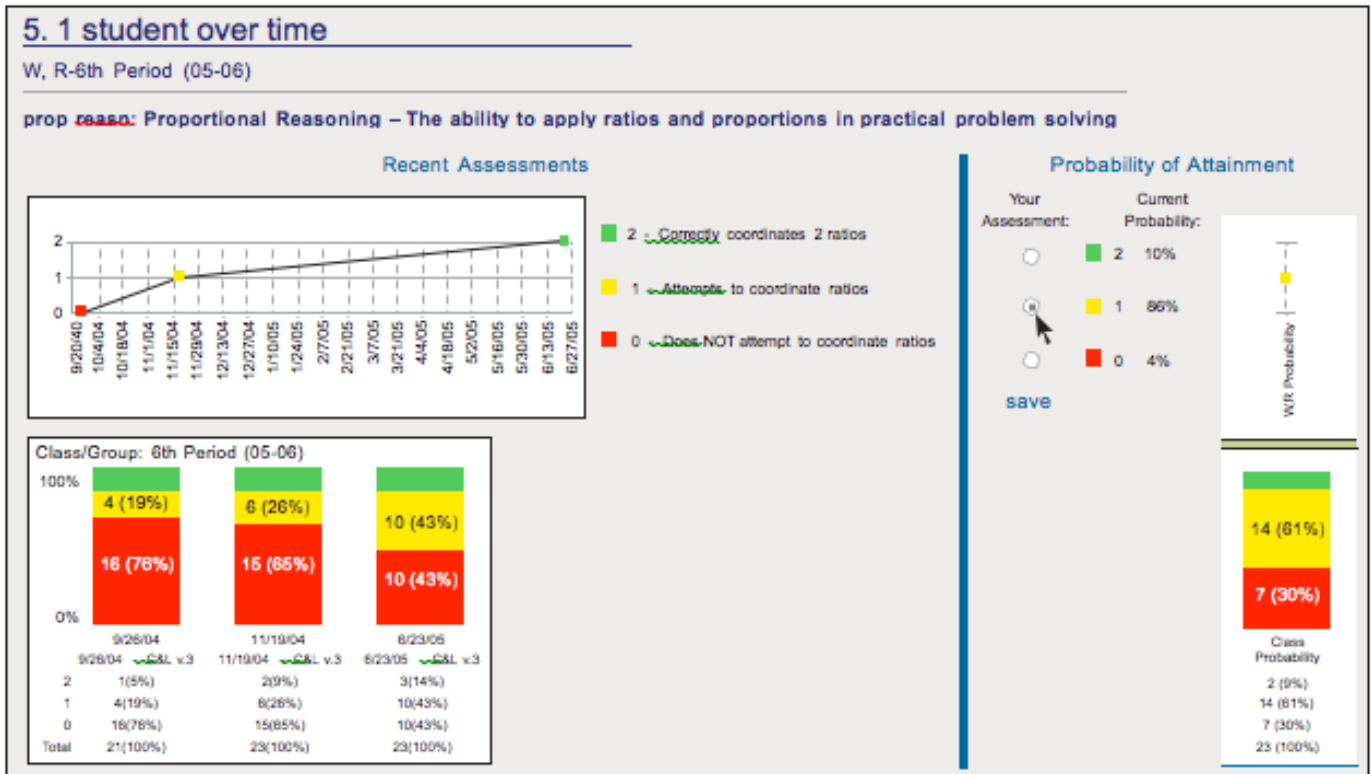 5. 1 student over time
W, R-6th Period (05-06)
prop reasn: Proportional Reasoning – The ability to apply ratios and proportions in practical problem solving
Recent Assessments
2
1
0
9/20/40
10/4/04
10/18/04
11/1/04
11/15/04
11/29/04
12/13/04
12/27/04
1/10/05
1/24/05
2/7/05
2/21/05
3/7/05
3/21/05
4/4/05
4/18/05
5/2/05
5/16/05
5/30/05
6/13/05
6/27/05
2 - Correctly coordinates 2 ratios
1 - Attempts to coordinate ratios
0 - Does NOT attempt to coordinate ratios
Class/Group: 6th Period (05-06)
100%
0%
4 (19%)
16 (76%)
6 (26%)
15 (65%)
10 (43%)
10 (43%)
9/26/04 11/19/04 6/23/05
9/26/04 - C&L v.3 11/19/04 - C&L v.3 6/23/05 - C&L v.3
2 1(5%) 2(9%) 3(14%)
1 4(19%) 6(26%) 10(43%)
0 16(76%) 15(65%) 10(43%)
Total 21(100%) 23(100%) 23(100%)
Probability of Attainment
Your Assessment:
Current Probability:
2 10%
1 86%
0 4%
save
W,R Probability
14 (61%)
7 (30%)
Class
Probability
2 (9%)
14 (61%)
7 (30%)
23 (100%)